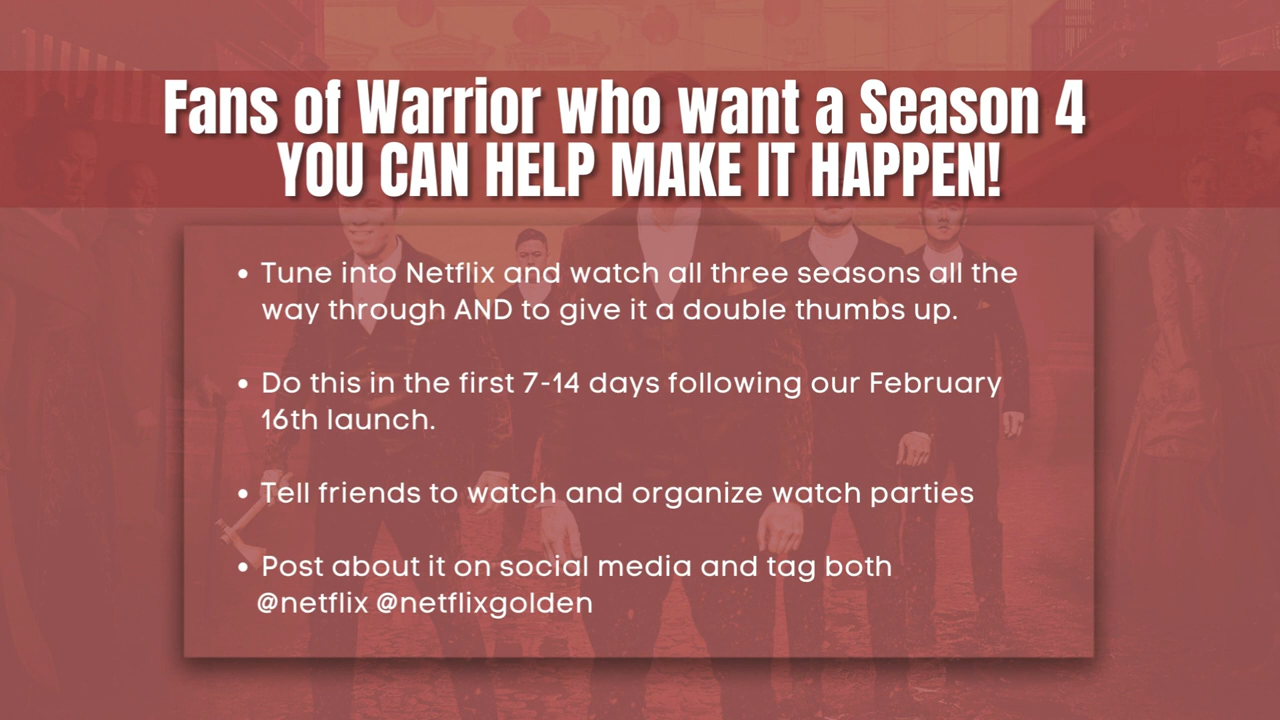 Fans of Warrior who want a Season 4
YOU CAN HELP MAKE IT HAPPEN!
• Tune into Netflix and watch all three seasons all the
way through AND to give it a double thumbs up.
• Do this in the first 7-14 days following our February
16th launch.
• Tell friends to watch and organize watch parties
• Post about it on social media and tag both
@netflix @netflixgolden